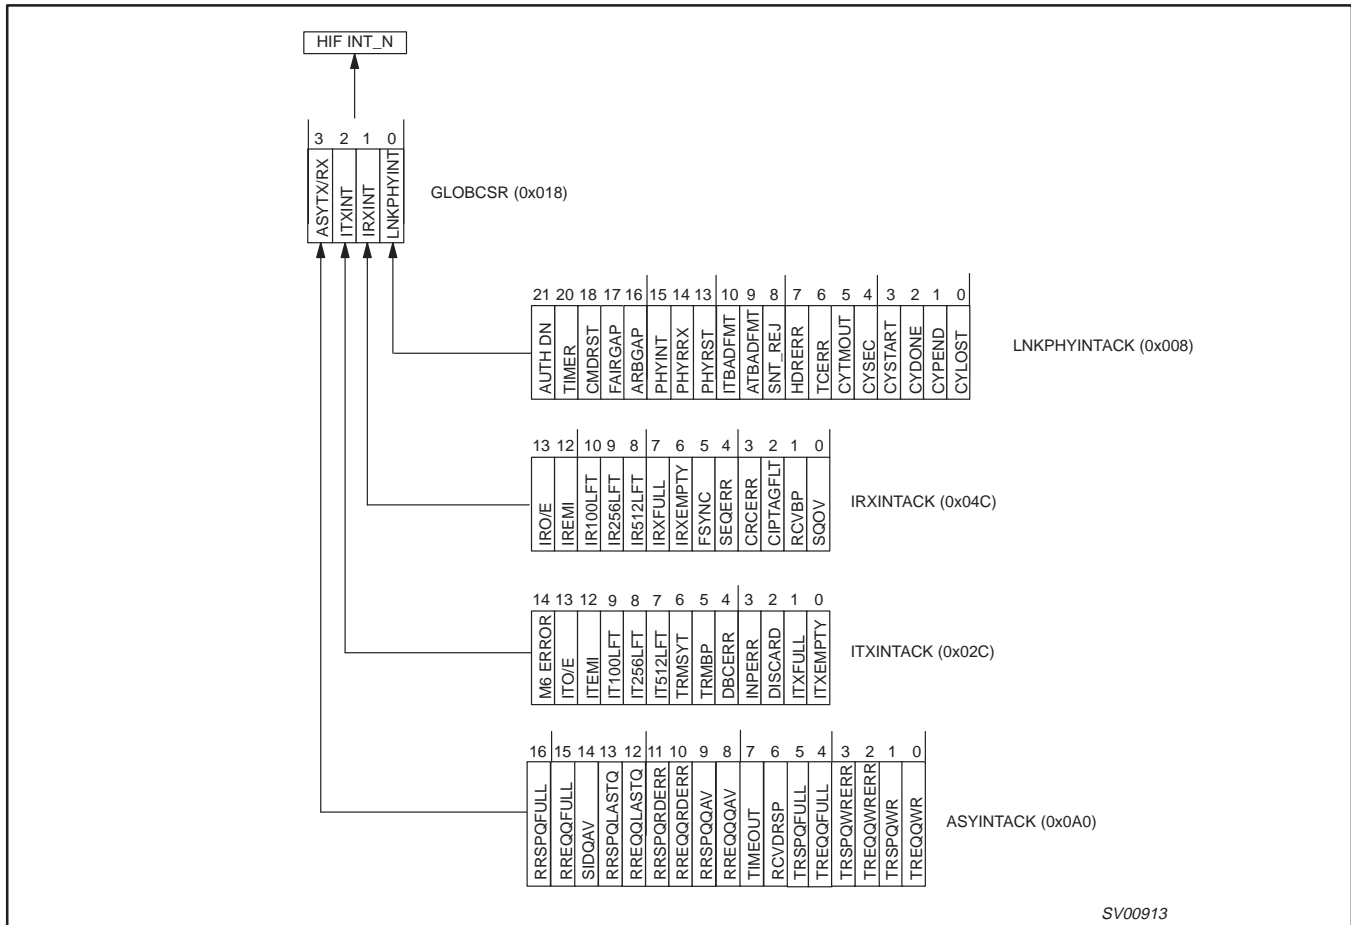 HIF INT_N
3 2 1 0
ASYTX/RX ITXINT IRXINT LNKPHYINT
GLOBCSR (0x018)
21 20 18 17 16 15 14 13 10 9 8 7 6 5 4 3 2 1 0
AUTH DN TIMER CMDRST FAIRGAP ARBGAP PHYINT PHYRRX PHYRST ITBADFMT ATBADFMT SNT_REJ HDRERR TCERR CYTMOUT CYSEC CYSTART CYDONE CYPEND CYLOST
LNKPHYINTACK (0x008)
13 12 10 9 8 7 6 5 4 3 2 1 0
IRO/E IREMI IR100LFT IR256LFT IR512LFT IRXFULL IRXEMPTY FSYNC SEQERR CRCERR CIPTAGFLT RCVBP SQOV
IRXINTACK (0x04C)
14 13 12 9 8 7 6 5 4 3 2 1 0
M6 ERROR ITO/E ITEMI IT100LFT IT256LFT IT512LFT TRMSYT TRMBP DBCERR INPERR DISCARD ITXFULL ITXEMPTY
ITXINTACK (0x02C)
16 15 14 13 12 11 10 9 8 7 6 5 4 3 2 1 0
RRSPQFULL RREQQFULL SIDQAV RRSPQLASTQ RREQQLASTQ RRSPQRDERR RREQQRDERR RRSPQQAV RREQQQAV TIMEOUT RCVDRSP TRSPQFULL TREQQFULL TRSPQWRERR TREQQWRERR TRSPQWR TREQQWR
ASYINTACK (0x0A0)
SV00913